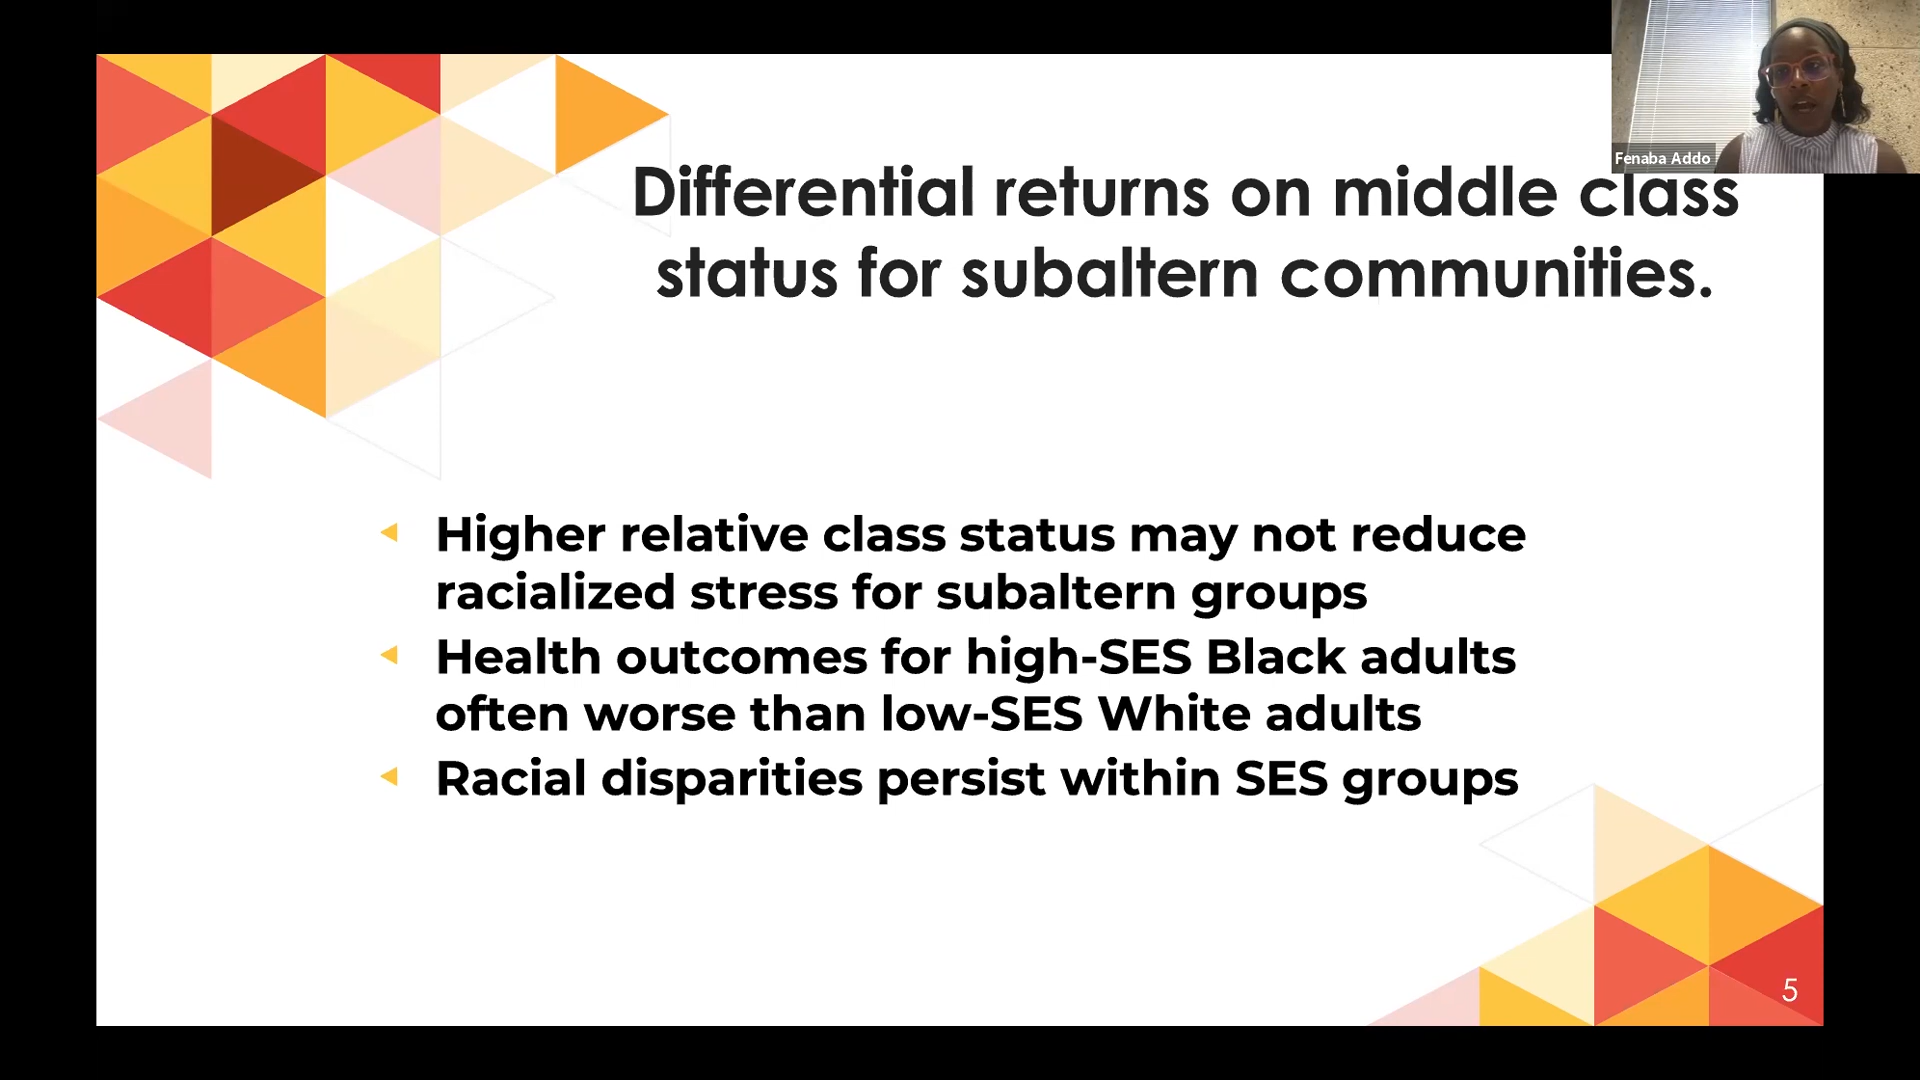 Fenaba Addo
Differential returns on middle class
status for subaltern communities.
Higher relative class status may not reduce
racialized stress for subaltern groups
Health outcomes for high-SES Black adults
often worse than low-SES White adults
Racial disparities persist within SES groups
5